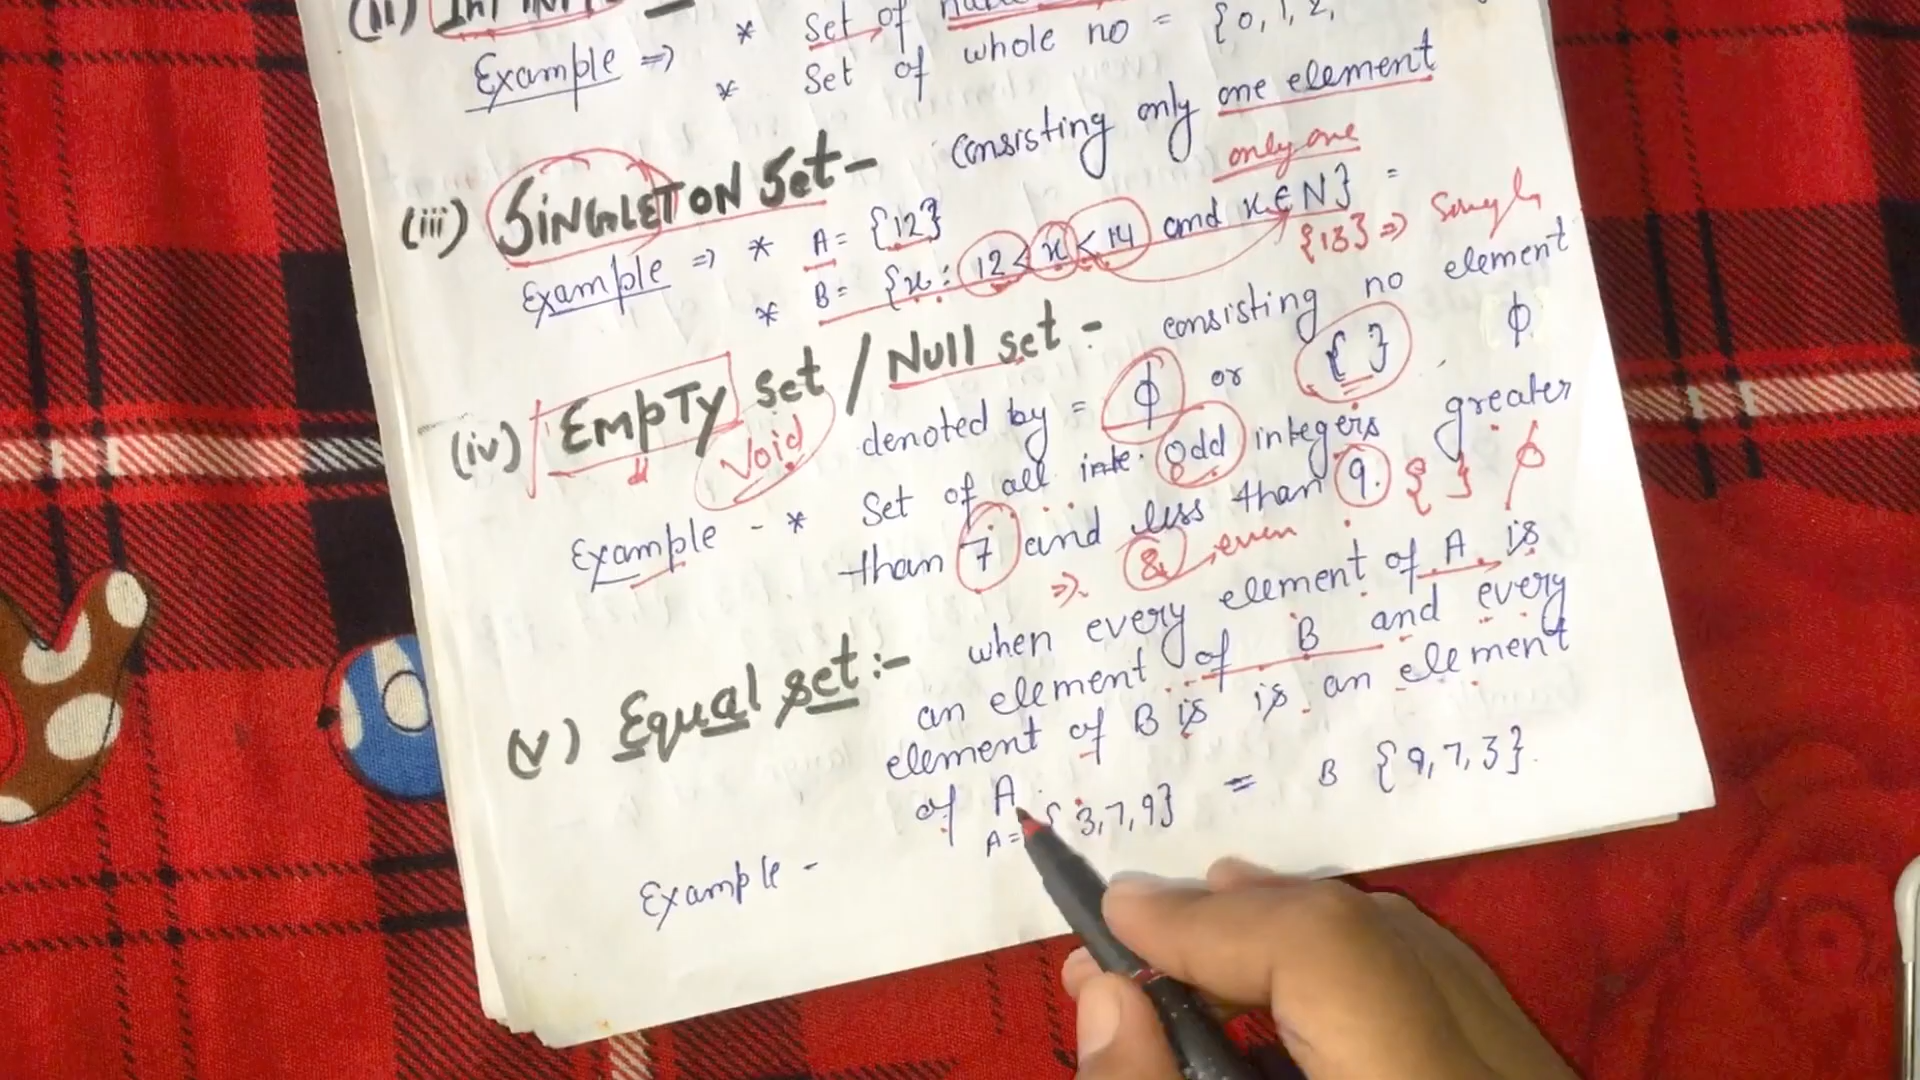 (ii)
Example => * Set of
* Set of whole no = {0, 1, 2,
(iii) SINGLETON Set - consisting only one element
only one
Example => * A = {12}
* B = {x : 12 < x < 14 and x ∈ N} =
{13} =>
(iv) EMPTY set / Null set - consisting no element
Void denoted by = ϕ or { } . ϕ
Example - * Set of all inte. Odd integers greater
than 7 and less than 9. { } ϕ
=> 8 even
(v) Equal set :- when every element of A is
an element of B and every
element of B is is an element
of A
Example - A = { 3, 7, 9} = B {9, 7, 3}.